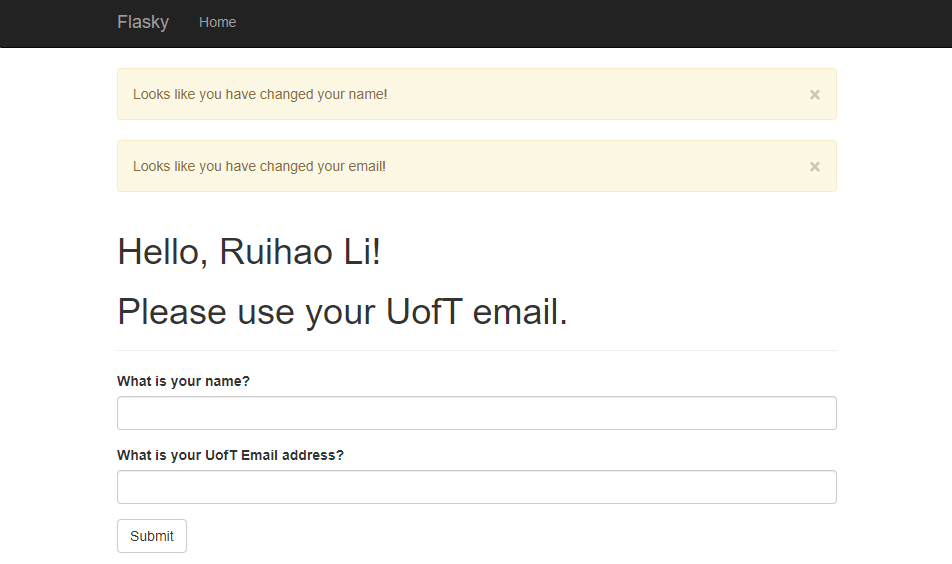 Flasky Home
Looks like you have changed your name! ×
Looks like you have changed your email! ×
Hello, Ruihao Li!
Please use your UofT email.
What is your name?
What is your UofT Email address?
Submit